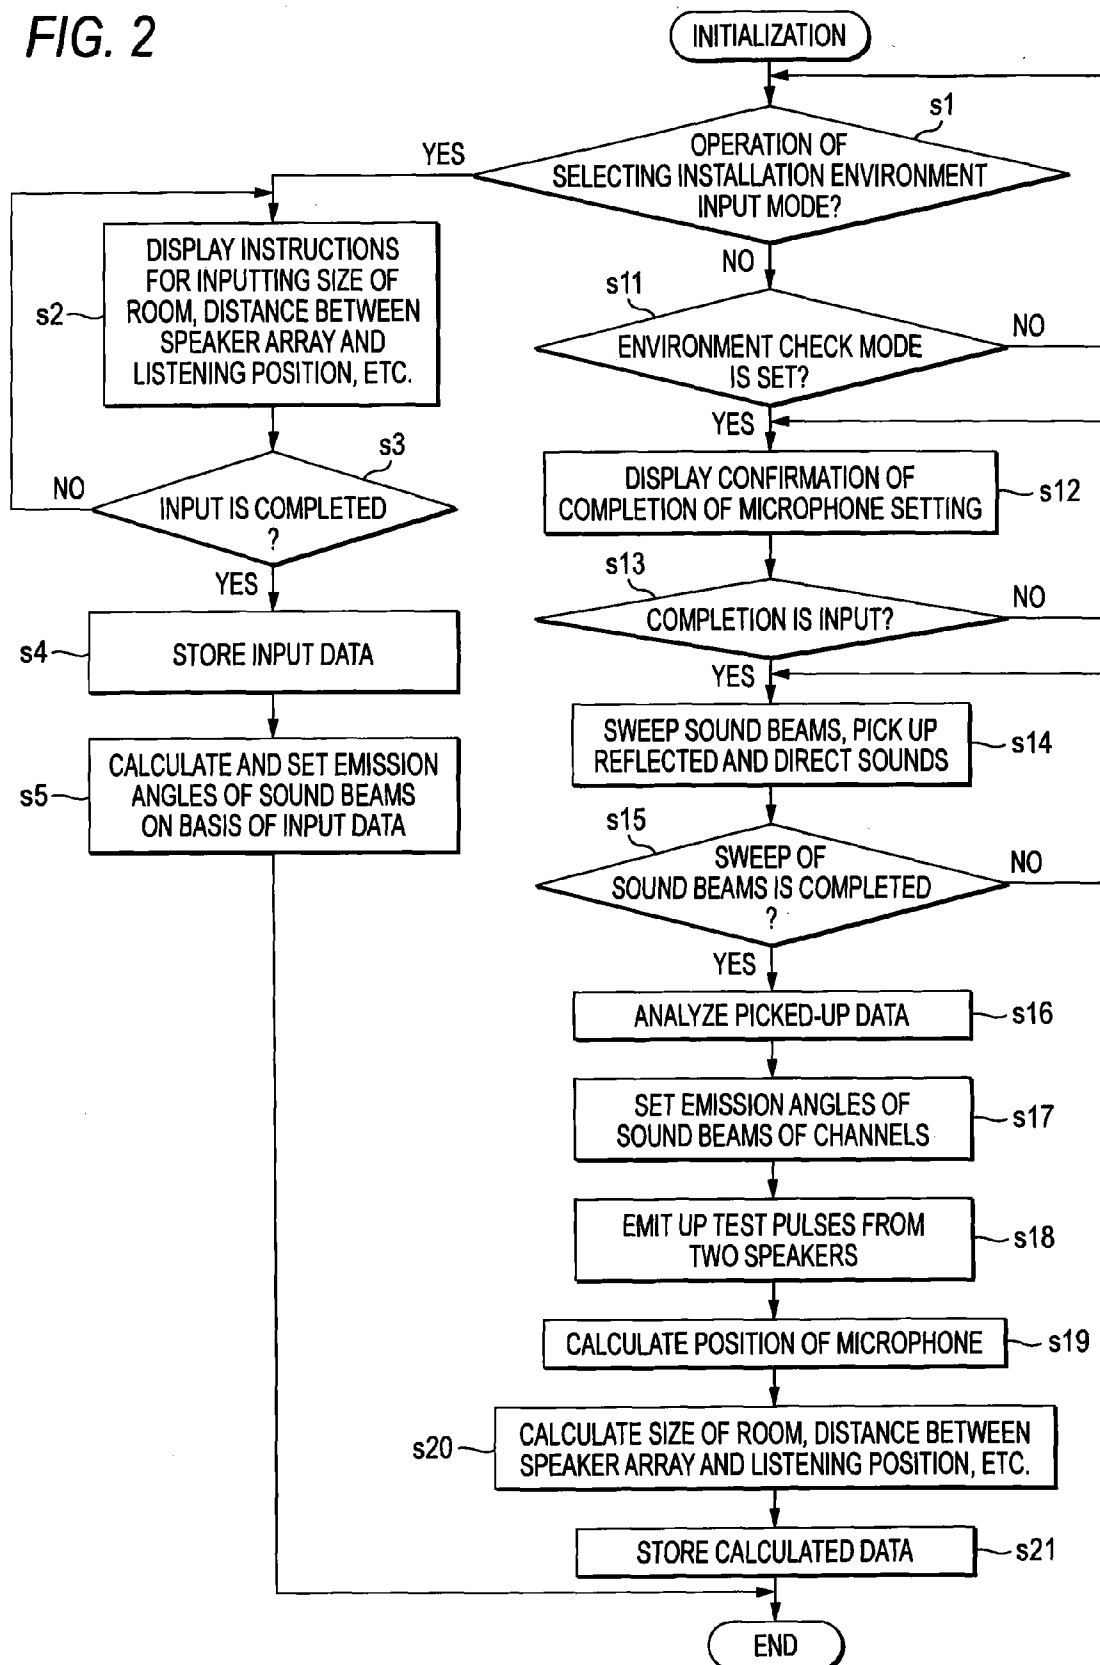 FIG. 2
INITIALIZATION
s1
OPERATION OF
SELECTING INSTALLATION ENVIRONMENT
INPUT MODE?
YES
NO
s2
DISPLAY INSTRUCTIONS
FOR INPUTTING SIZE OF
ROOM, DISTANCE BETWEEN
SPEAKER ARRAY AND
LISTENING POSITION, ETC.
s3
INPUT IS COMPLETED
?
NO
YES
s4
STORE INPUT DATA
s5
CALCULATE AND SET EMISSION
ANGLES OF SOUND BEAMS
ON BASIS OF INPUT DATA
s11
ENVIRONMENT CHECK MODE
IS SET?
NO
YES
DISPLAY CONFIRMATION OF
COMPLETION OF MICROPHONE SETTING
s12
s13
COMPLETION IS INPUT?
NO
YES
SWEEP SOUND BEAMS, PICK UP
REFLECTED AND DIRECT SOUNDS
s14
s15
SWEEP OF
SOUND BEAMS IS COMPLETED
?
NO
YES
ANALYZE PICKED-UP DATA
s16
SET EMISSION ANGLES OF
SOUND BEAMS OF CHANNELS
s17
EMIT UP TEST PULSES FROM
TWO SPEAKERS
s18
CALCULATE POSITION OF MICROPHONE
s19
s20
CALCULATE SIZE OF ROOM, DISTANCE BETWEEN
SPEAKER ARRAY AND LISTENING POSITION, ETC.
STORE CALCULATED DATA
s21
END